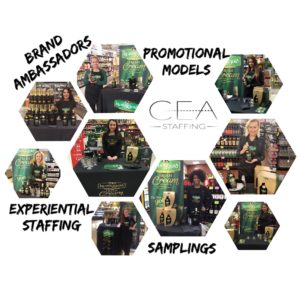 BRAND
AMBASSADORS
PROMOTIONAL
MODELS
CEA
STAFFING
EXPERIENTIAL
STAFFING
SAMPLINGS